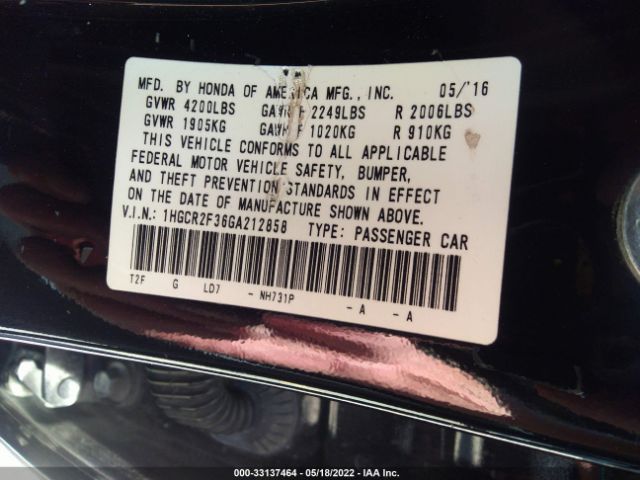 MFD. BY HONDA OF AMERICA MFG., INC. 05/'16
GVWR 4200LBS GAWR F 2249LBS R 2006LBS
GVWR 1905KG GAWR F 1020KG R 910KG
THIS VEHICLE CONFORMS TO ALL APPLICABLE
FEDERAL MOTOR VEHICLE SAFETY, BUMPER,
AND THEFT PREVENTION STANDARDS IN EFFECT
ON THE DATE OF MANUFACTURE SHOWN ABOVE.
V.I.N.: 1HGCR2F36GA212858 TYPE: PASSENGER CAR
T2F G LD7 - NH731P - A - A
000-33137464 - 05/18/2022 - IAA Inc.